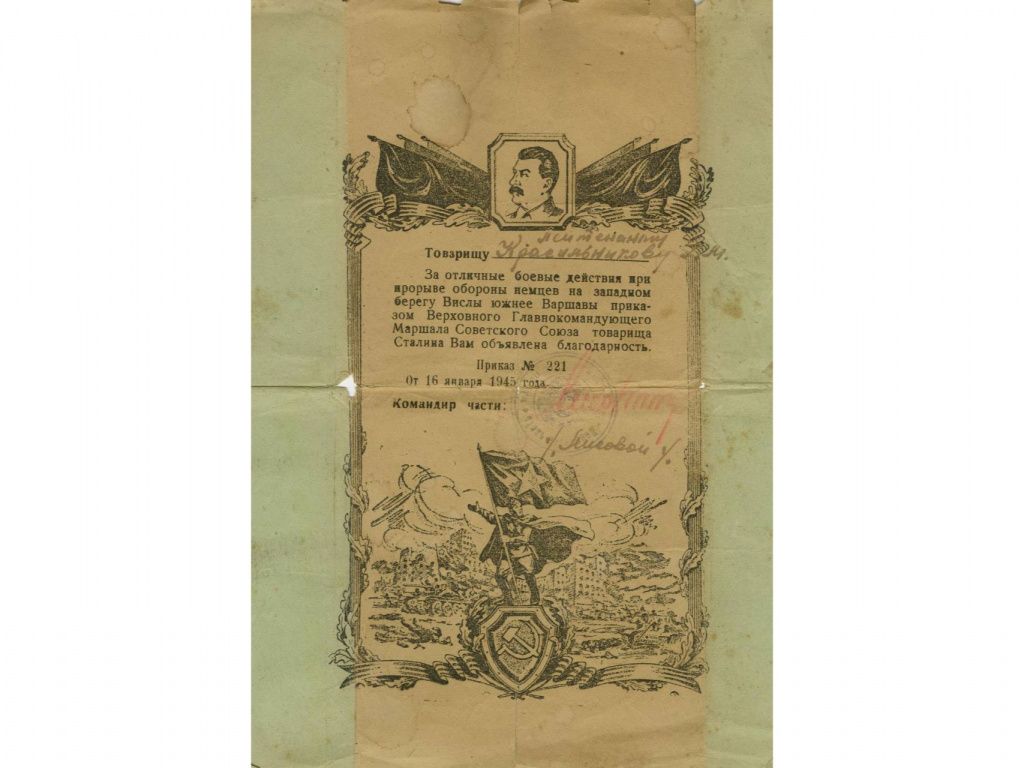 лейтенанту
Товарищу Красильникову
За отличные боевые действия при
прорыве обороны немцев на западном
берегу Вислы южнее Варшавы прика-
зом Верховного Главнокомандующего
Маршала Советского Союза товарища
Сталина Вам объявлена благодарность.
Приказ № 221
От 16 января 1945 года.
Командир части:
/Лисовой/.